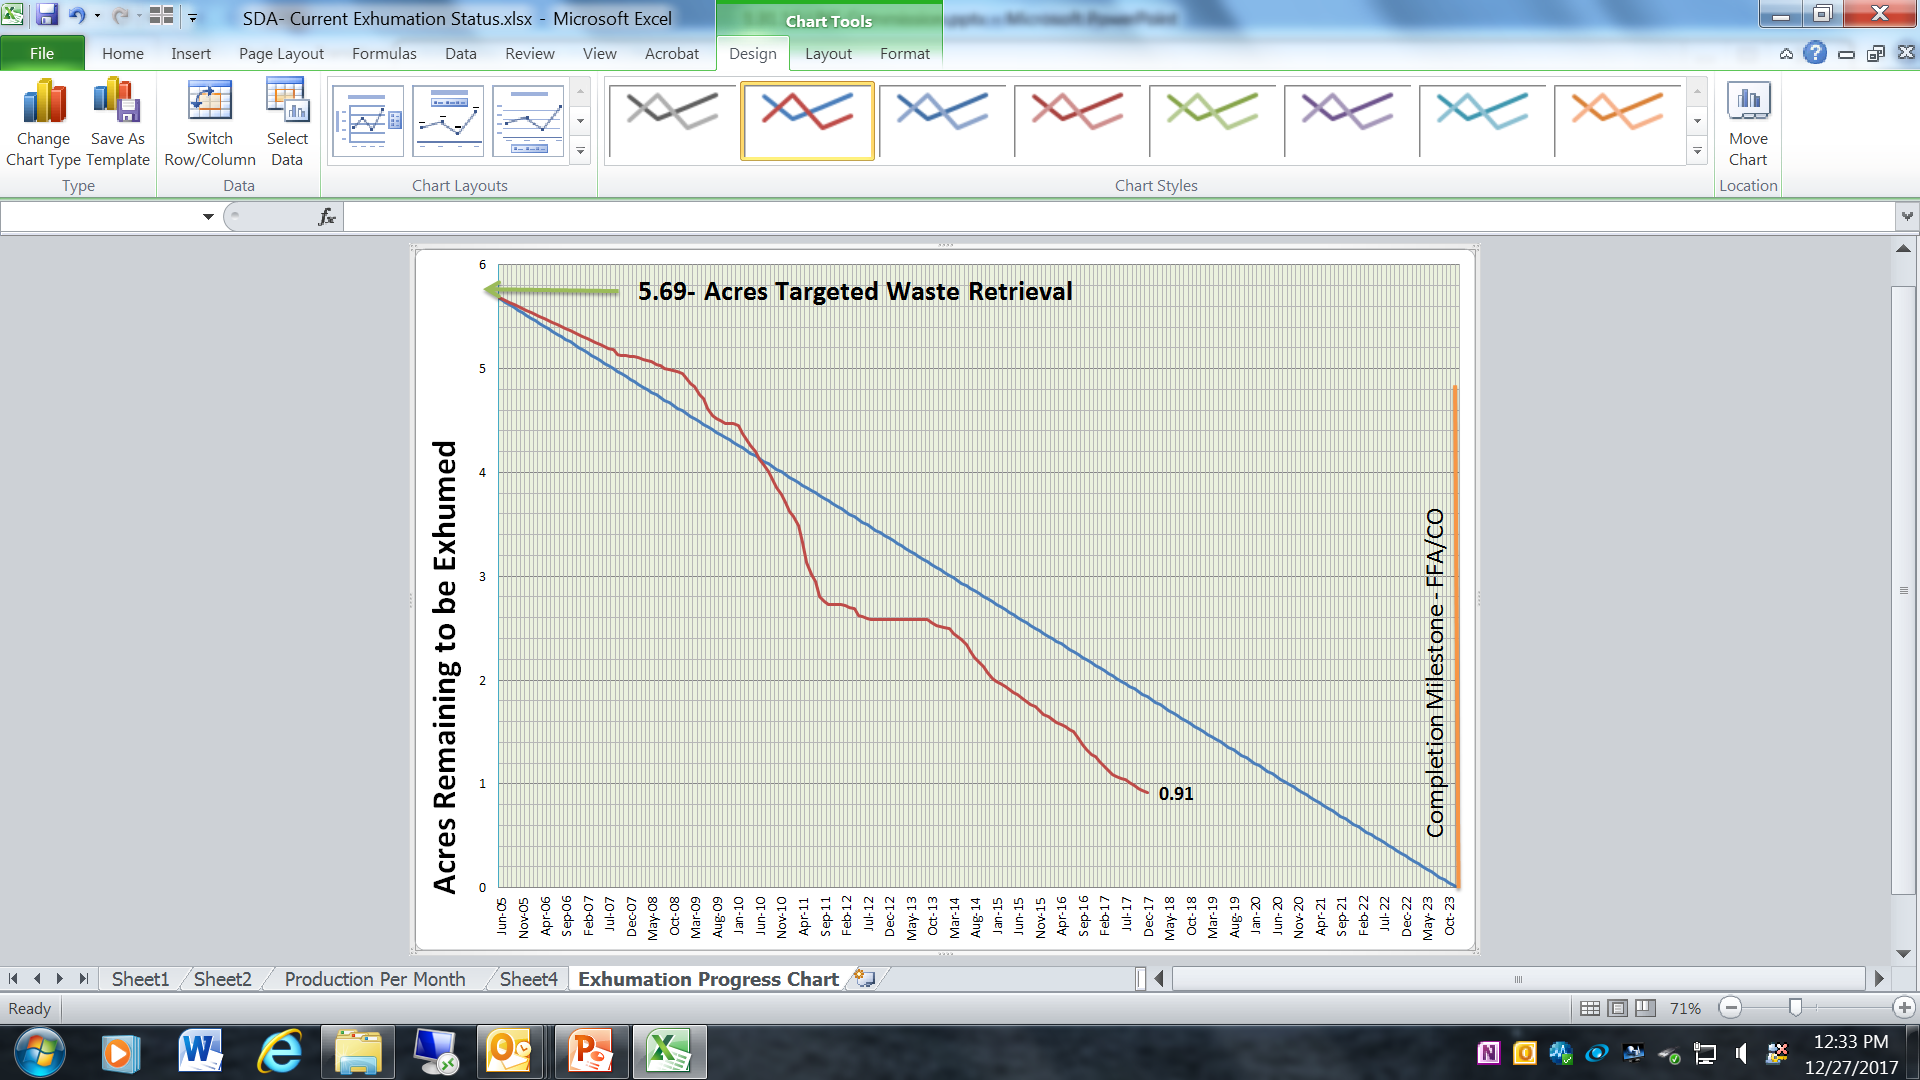 SDA- Current Exhumation Status.xlsx - Microsoft Excel
Chart Tools
File Home Insert Page Layout Formulas Data Review View Acrobat Design Layout Format
Change Chart Type
Save As Template
Switch Row/Column
Select Data
Move Chart
Type Data Chart Layouts Chart Styles Location
fx
5.69- Acres Targeted Waste Retrieval
Acres Remaining to be Exhumed
6
5
4
3
2
1
0
0.91
Completion Milestone - FFA/CO
Jun-05 Nov-05 Apr-06 Sep-06 Feb-07 Jul-07 Dec-07 May-08 Oct-08 Mar-09 Aug-09 Jan-10 Jun-10 Nov-10 Apr-11 Sep-11 Feb-12 Jul-12 Dec-12 May-13 Oct-13 Mar-14 Aug-14 Jan-15 Jun-15 Nov-15 Apr-16 Sep-16 Feb-17 Jul-17 Dec-17 May-18 Oct-18 Mar-19 Aug-19 Jan-20 Jun-20 Nov-20 Apr-21 Sep-21 Feb-22 Jul-22 Dec-22 May-23 Oct-23
Sheet1 Sheet2 Production Per Month Sheet4 Exhumation Progress Chart
Ready
71%
12:33 PM
12/27/2017